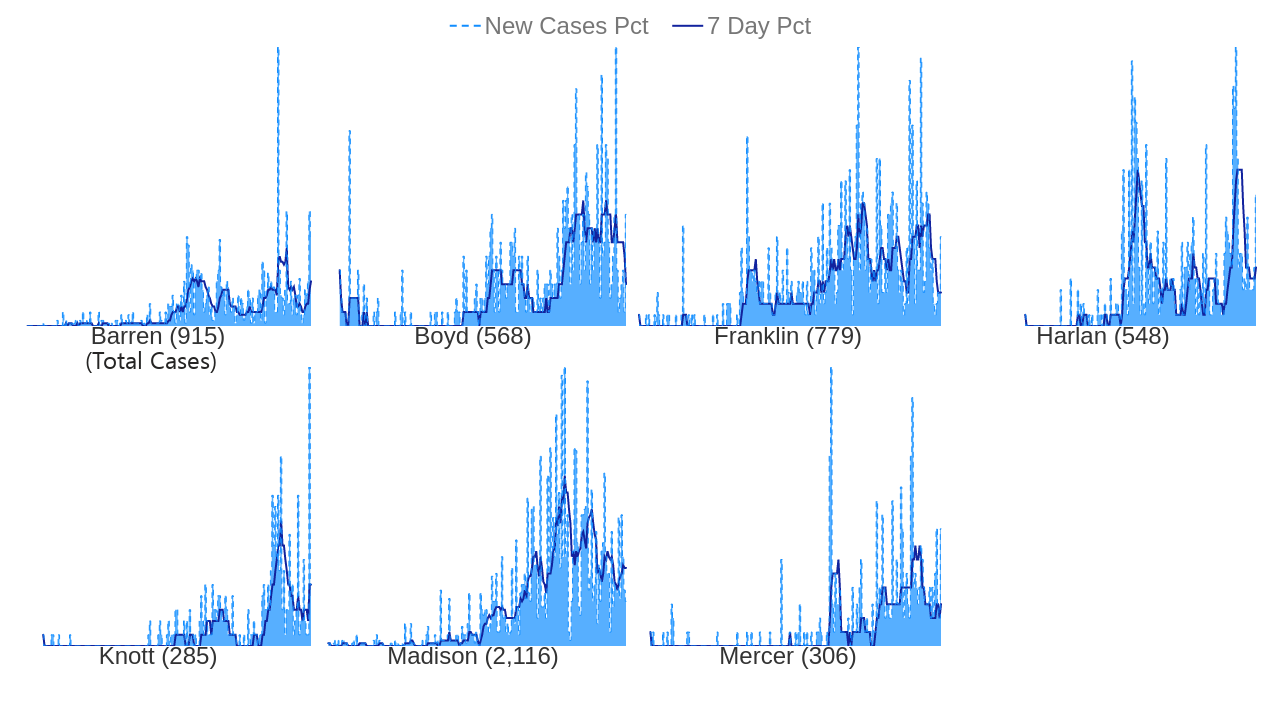 New Cases Pct 7 Day Pct
Barren (915) Boyd (568) Franklin (779) Harlan (548)
(Total Cases)
Knott (285) Madison (2,116) Mercer (306)